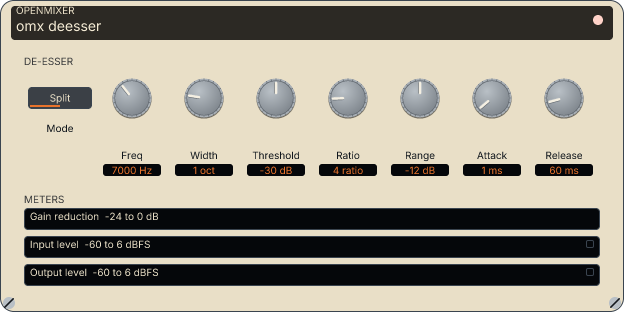 OPENMIXER
omx deesser
DE-ESSER
Split
Mode
Freq Width Threshold Ratio Range Attack Release
7000 Hz 1 oct -30 dB 4 ratio -12 dB 1 ms 60 ms
METERS
Gain reduction -24 to 0 dB
Input level -60 to 6 dBFS
Output level -60 to 6 dBFS